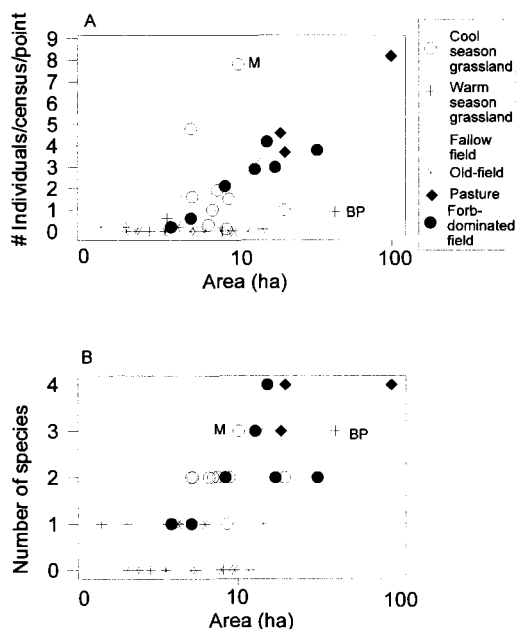 A
9
8
7
6
5
4
3
2
1
0
# Individuals/census/point
M
BP
0
10
100
Area (ha)
Cool
season
grassland
Warm
season
grassland
Fallow
field
Old-field
Pasture
Forb-
dominated
field
B
4
3
2
1
0
Number of species
M
BP
0
10
100
Area (ha)